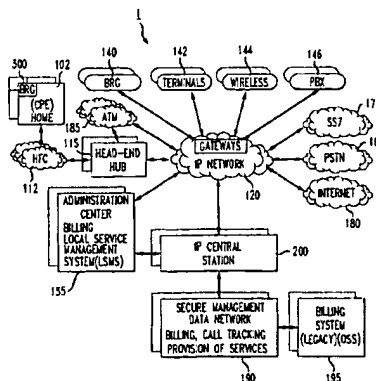 1
140
142
144
146
300
102
BRG
(CPE)
HOME
BRG
TERMINALS
WIRELESS
PBX
185
ATM
SS7
115
HEAD-END
HUB
GATEWAYS
IP NETWORK
120
PSTN
HFC
112
INTERNET
180
ADMINISTRATION
CENTER
BILLING
LOCAL SERVICE
MANAGEMENT
SYSTEM(LSMS)
155
IP CENTRAL
STATION
200
SECURE MANAGEMENT
DATA NETWORK
BILLING, CALL TRACKING
PROVISION OF SERVICES
190
BILLING
SYSTEM
(LEGACY)(OSS)
195